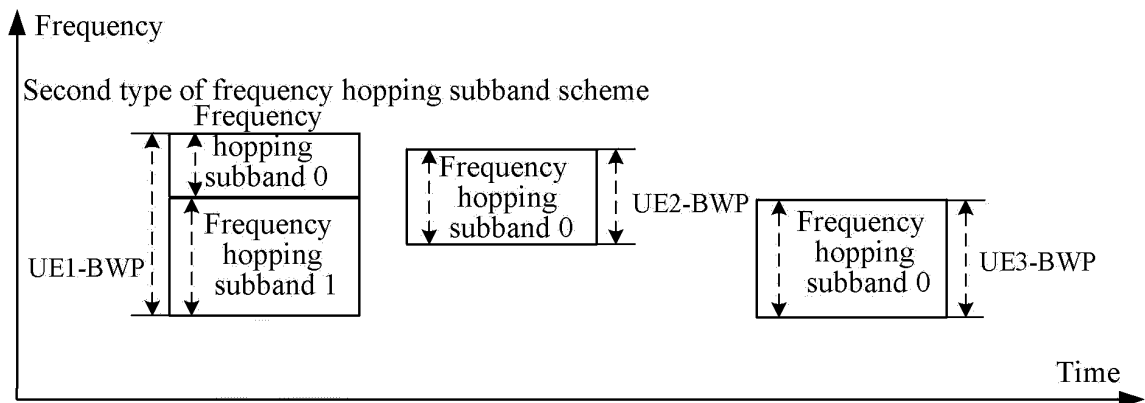 Frequency
Second type of frequency hopping subband scheme
Frequency
hopping
subband 0
Frequency
hopping
subband 1
UE1-BWP
Frequency
hopping
subband 0
UE2-BWP
Frequency
hopping
subband 0
UE3-BWP
Time